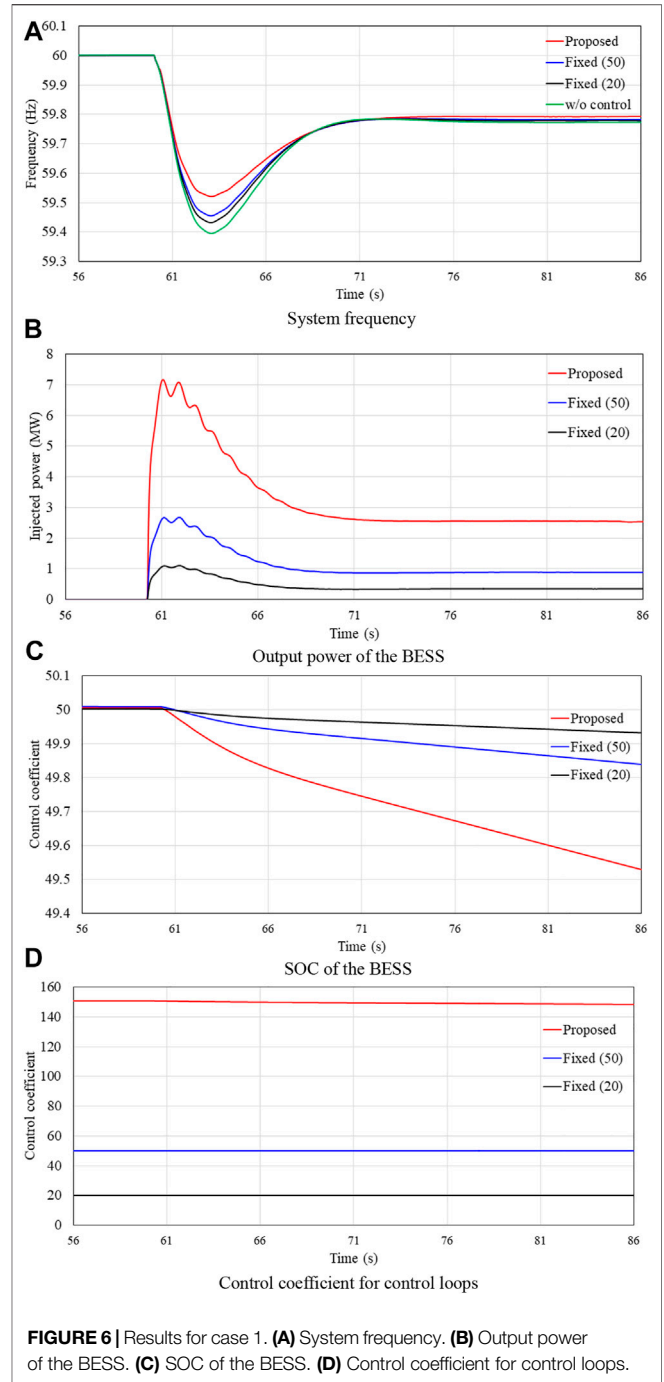 A
60.1
60
59.9
59.8
59.7
59.6
59.5
59.4
59.3
Frequency (Hz)
Proposed
Fixed (50)
Fixed (20)
w/o control
56 61 66 71 76 81 86
Time (s)
System frequency
B
8
7
6
5
4
3
2
1
0
Injected power (MW)
Proposed
Fixed (50)
Fixed (20)
56 61 66 71 76 81 86
Time (s)
Output power of the BESS
C
50.1
50
49.9
49.8
49.7
49.6
49.5
49.4
Control coefficient
Proposed
Fixed (50)
Fixed (20)
56 61 66 71 76 81 86
Time (s)
SOC of the BESS
D
160
140
120
100
80
60
40
20
0
Control coefficient
Proposed
Fixed (50)
Fixed (20)
56 61 66 71 76 81 86
Time (s)
Control coefficient for control loops
FIGURE 6 | Results for case 1. (A) System frequency. (B) Output power
of the BESS. (C) SOC of the BESS. (D) Control coefficient for control loops.